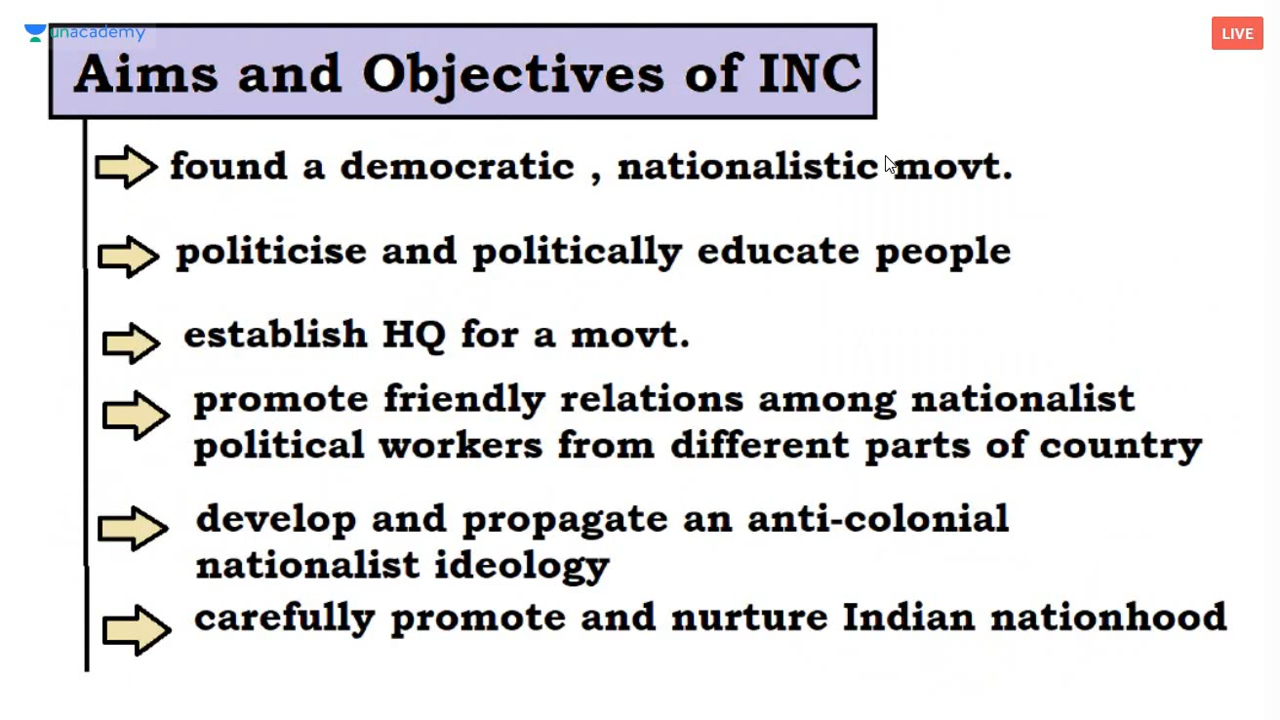 unacademy
LIVE
Aims and Objectives of INC
found a democratic , nationalistic movt.
politicise and politically educate people
establish HQ for a movt.
promote friendly relations among nationalist
political workers from different parts of country
develop and propagate an anti-colonial
nationalist ideology
carefully promote and nurture Indian nationhood